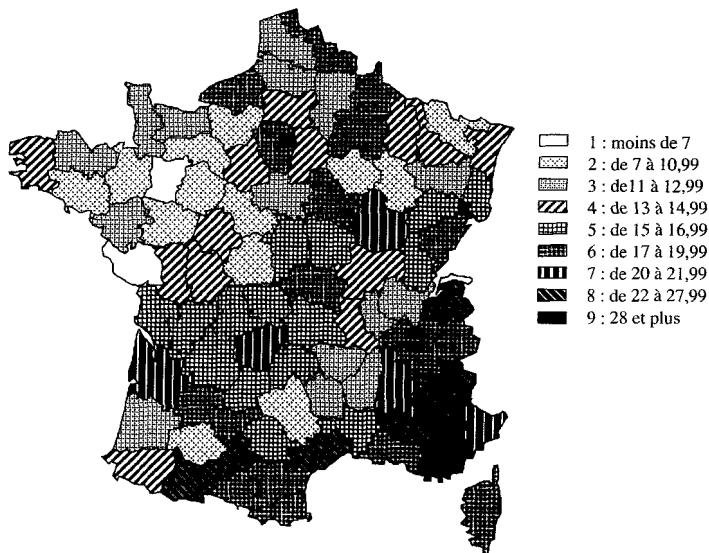 1 : moins de 7
2 : de 7 à 10,99
3 : de11 à 12,99
4 : de 13 à 14,99
5 : de 15 à 16,99
6 : de 17 à 19,99
7 : de 20 à 21,99
8 : de 22 à 27,99
9 : 28 et plus